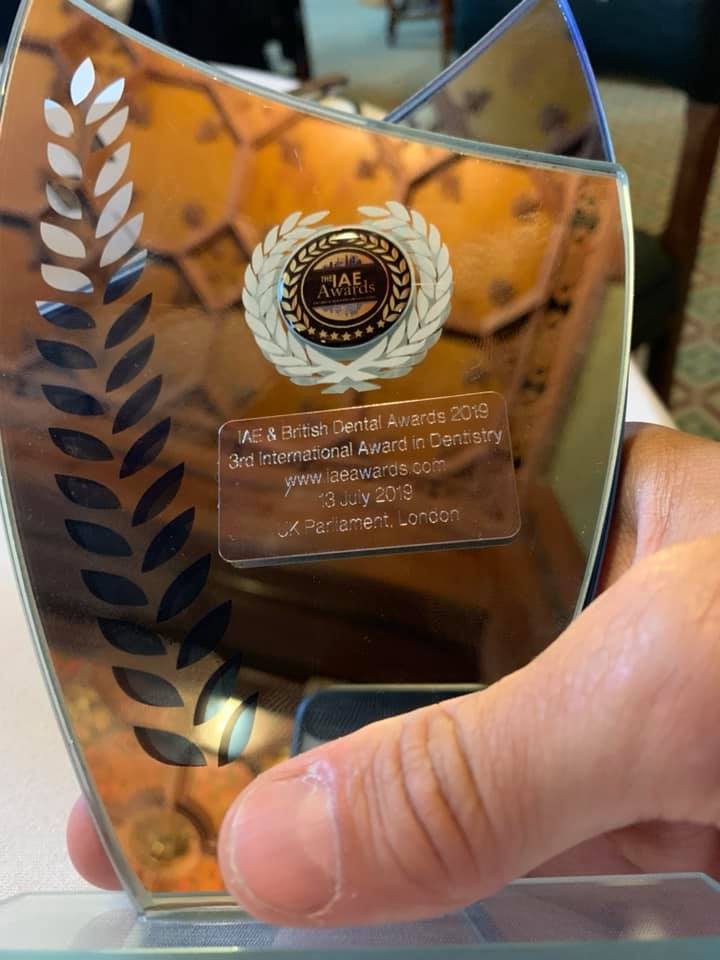 THE IAE
Awards
IAE & British Dental Awards 2019
3rd International Award in Dentistry
www.iaeawards.com
13 July 2019
UK Parliament, London